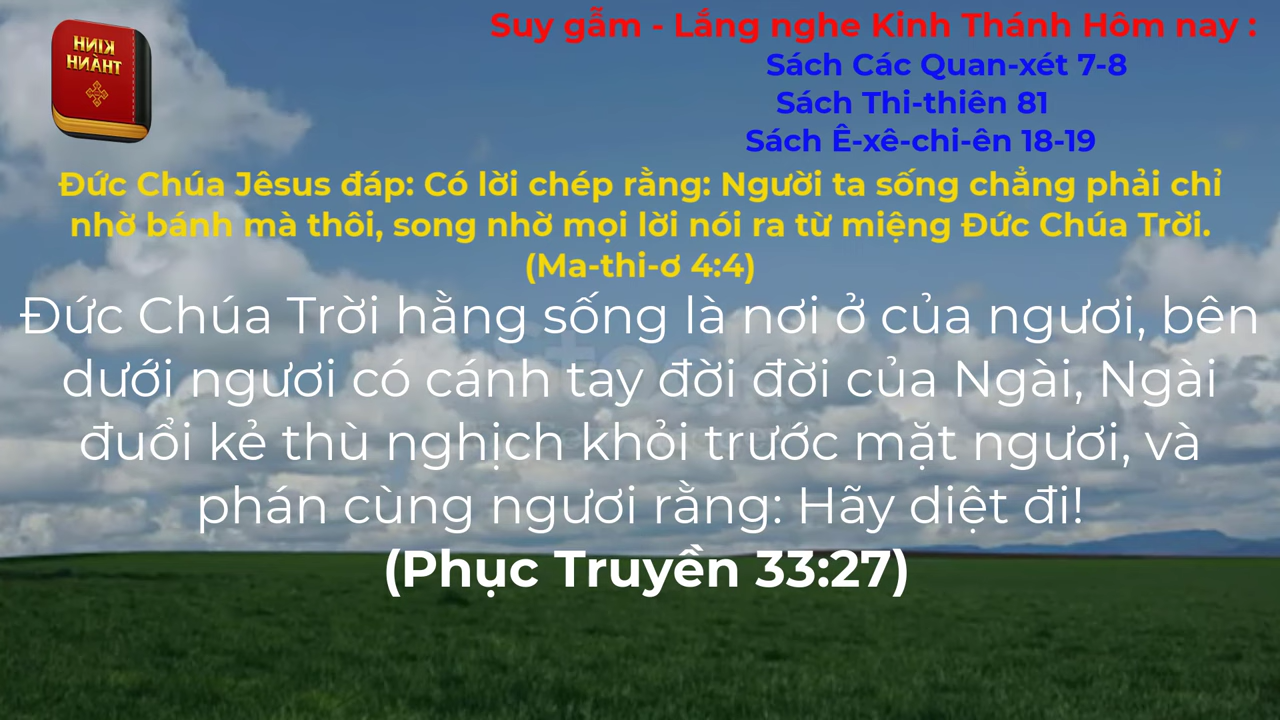 KINH
THÁNH
Suy gẫm - Lắng nghe Kinh Thánh Hôm nay :
Sách Các Quan-xét 7-8
Sách Thi-thiên 81
Sách Ê-xê-chi-ên 18-19
Đức Chúa Jêsus đáp: Có lời chép rằng: Người ta sống chẳng phải chỉ
nhờ bánh mà thôi, song nhờ mọi lời nói ra từ miệng Đức Chúa Trời.
(Ma-thi-ơ 4:4)
Đức Chúa Trời hằng sống là nơi ở của ngươi, bên
dưới ngươi có cánh tay đời đời của Ngài, Ngài
đuổi kẻ thù nghịch khỏi trước mặt ngươi, và
phán cùng ngươi rằng: Hãy diệt đi!
(Phục Truyền 33:27)